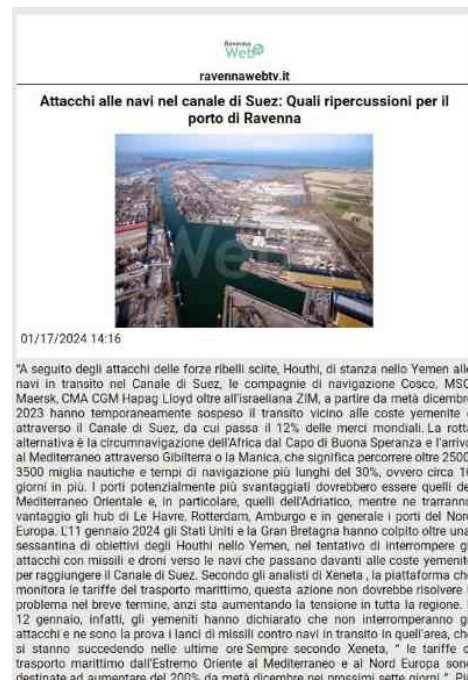 Ravenna
Web
ravennawebtv.it
Attacchi alle navi nel canale di Suez: Quali ripercussioni per il
porto di Ravenna
Web
01/17/2024 14:16
"A seguito degli attacchi delle forze ribelli sciite, Houthi, di stanza nello Yemen alle
navi in transito nel Canale di Suez, le compagnie di navigazione Cosco, MSC
Maersk, CMA CGM Hapag Lloyd oltre all'israeliana ZIM, a partire da metà dicembre
2023 hanno temporaneamente sospeso il transito vicino alle coste yemenite
attraverso il Canale di Suez, da cui passa il 12% delle merci mondiali. La rotta
alternativa è la circumnavigazione dell'Africa dal Capo di Buona Speranza e l'arrivo
al Mediterraneo attraverso Gibilterra o la Manica, che significa percorrere oltre 2500
3500 miglia nautiche e tempi di navigazione più lunghi del 30%, ovvero circa
giorni in più. I porti potenzialmente più svantaggiati dovrebbero essere quelli de
Mediterraneo Orientale e, in particolare, quelli dell'Adriatico, mentre ne trarranno
vantaggio gli hub di Le Havre, Rotterdam, Amburgo e in generale i porti del Nord
Europa. L'11 gennaio 2024 gli Stati Uniti e la Gran Bretagna hanno colpito oltre una
sessantina di obiettivi degli Houthi nello Yemen, nel tentativo di interrompere g
attacchi con missili e droni verso le navi che passano davanti alle coste yemenite
per raggiungere il Canale di Suez. Secondo gli analisti di Xeneta , la piattaforma che
monitora le tariffe del trasporto marittimo, questa azione non dovrebbe risolvere
problema nel breve termine, anzi sta aumentando la tensione in tutta la regione.
12 gennaio, infatti, gli yemeniti hanno dichiarato che non interromperanno g
attacchi e ne sono la prova i lanci di missili contro navi in transito in quell'area, che
si stanno succedendo nelle ultime ore Sempre secondo Xeneta, " le tariffe d
trasporto marittimo dall'Estremo Oriente al Mediterraneo e al Nord Europa sono
destinate ad aumentare del 200% da metà dicembre nei prossimi sette giorni ". Più